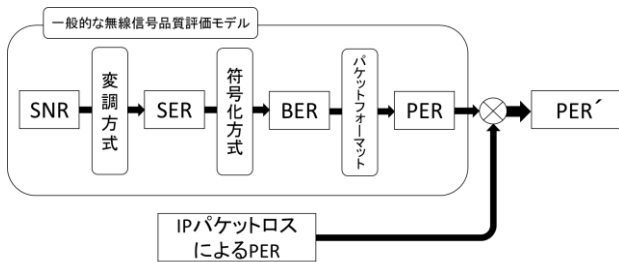 一般的な無線信号品質評価モデル
SNR
変調方式
SER
符号化方式
BER
パケットフォーマット
PER
PER´
IPパケットロス
によるPER